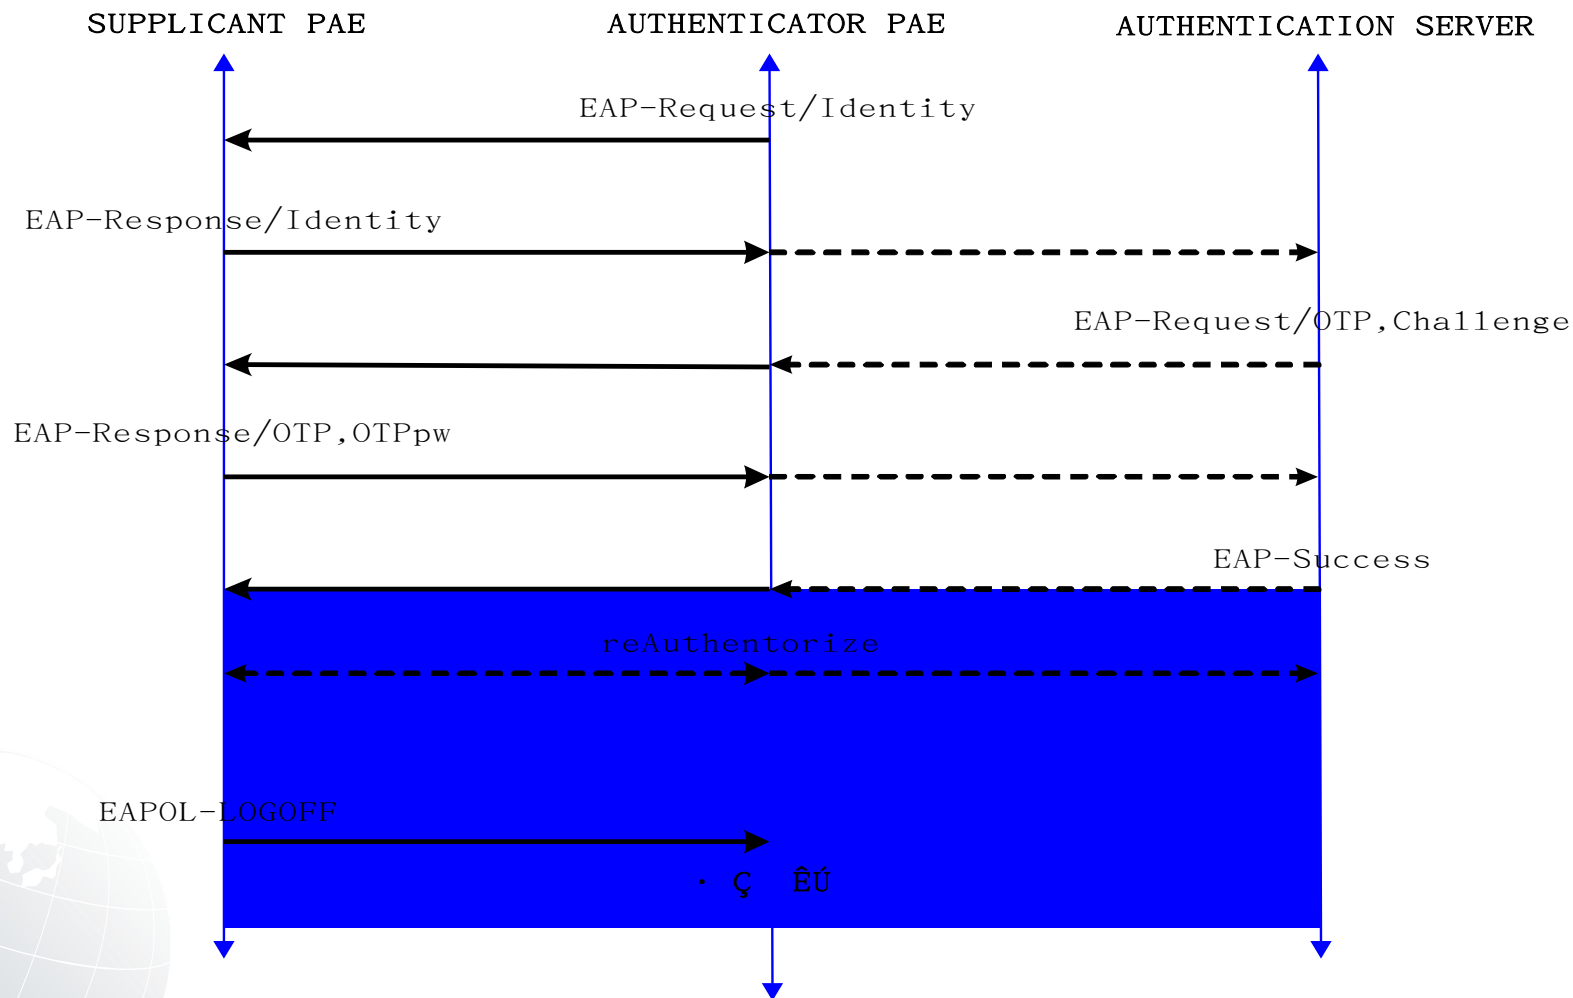 SUPPLICANT PAE
AUTHENTICATOR PAE
AUTHENTICATION SERVER
EAP-Request/Identity
EAP-Response/Identity
EAP-Request/OTP,Challenge
EAP-Response/OTP,OTPpw
EAP-Success
reAuthentorize
EAPOL-LOGOFF
· Ç ÊÚ